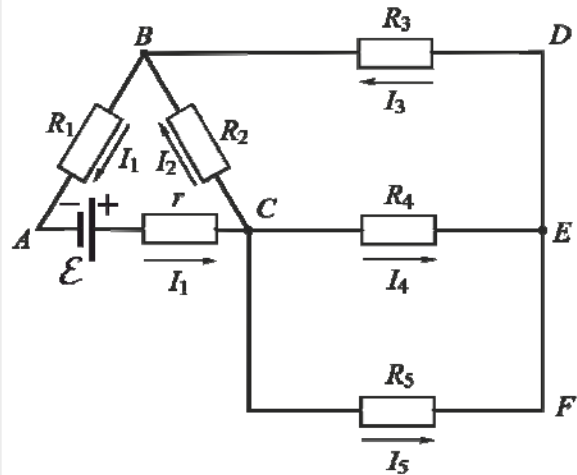 R₃
B
D
I₃
R₁
R₂
I₁
I₂
r
C
R₄
− +
A
E
ℰ
I₁
I₄
R₅
F
I₅